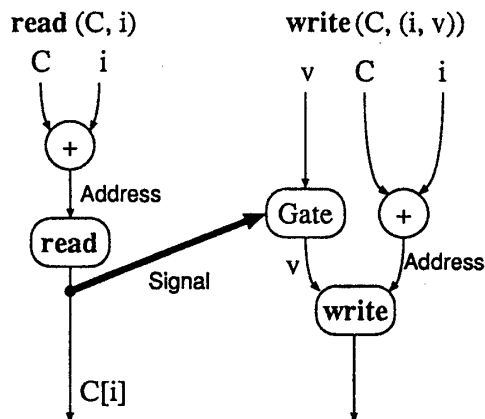 read (C, i)
write (C, (i, v))
C i
v C i
+
Address
read
Gate
+
Signal
v
Address
write
C[i]